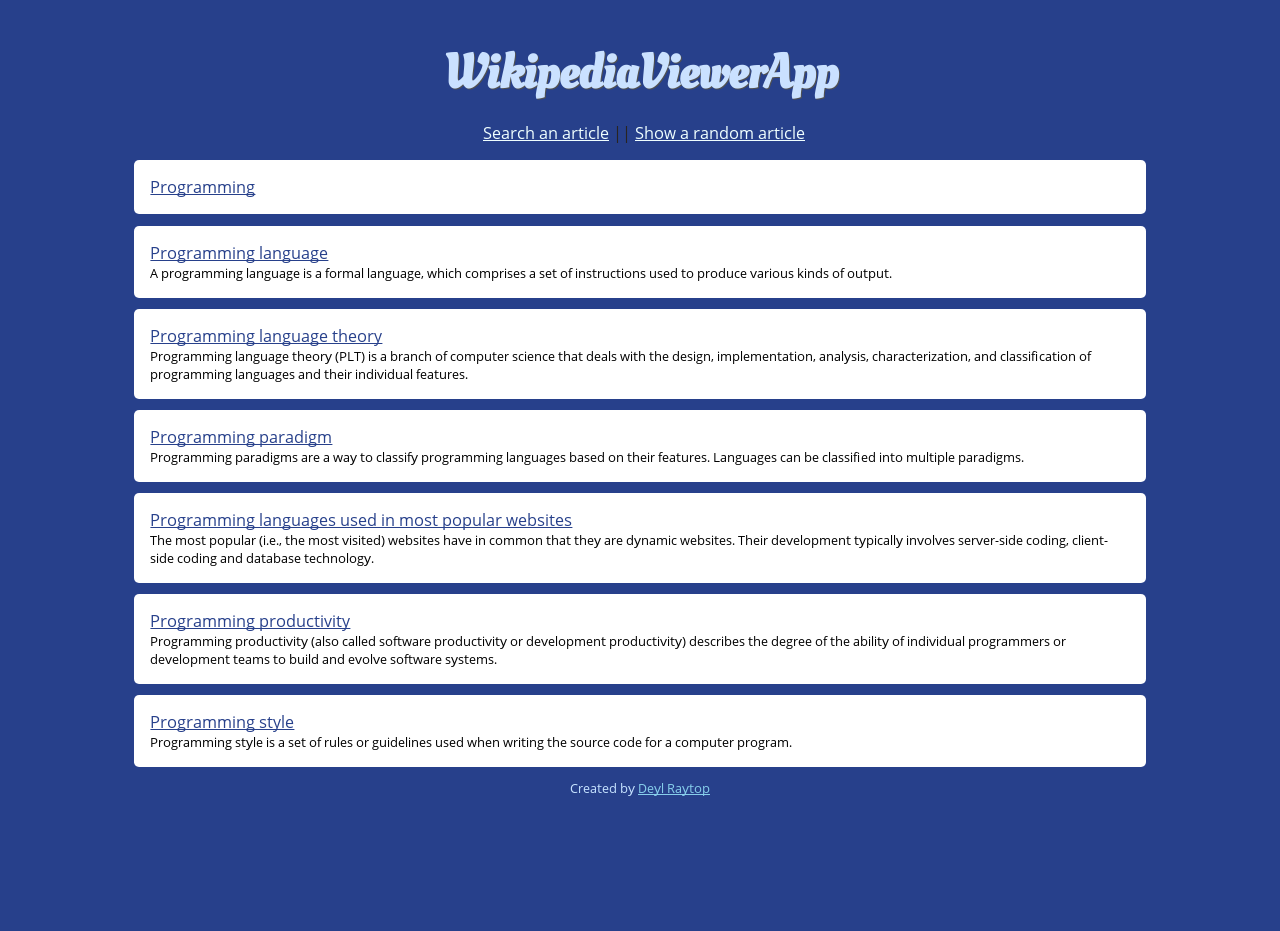 WikipediaViewerApp
Search an article || Show a random article
Programming
Programming language
A programming language is a formal language, which comprises a set of instructions used to produce various kinds of output.
Programming language theory
Programming language theory (PLT) is a branch of computer science that deals with the design, implementation, analysis, characterization, and classification of
programming languages and their individual features.
Programming paradigm
Programming paradigms are a way to classify programming languages based on their features. Languages can be classified into multiple paradigms.
Programming languages used in most popular websites
The most popular (i.e., the most visited) websites have in common that they are dynamic websites. Their development typically involves server-side coding, client-
side coding and database technology.
Programming productivity
Programming productivity (also called software productivity or development productivity) describes the degree of the ability of individual programmers or
development teams to build and evolve software systems.
Programming style
Programming style is a set of rules or guidelines used when writing the source code for a computer program.
Created by Deyl Raytop